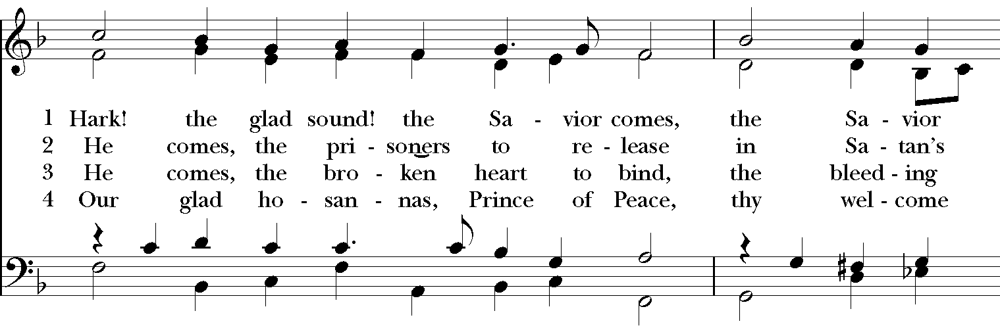 1 Hark! the glad sound! the Sa - vior comes, the Sa - vior
2 He comes, the pri - soners to re - lease in Sa - tan's
3 He comes, the bro - ken heart to bind, the bleed - ing
4 Our glad ho - san - nas, Prince of Peace, thy wel - come